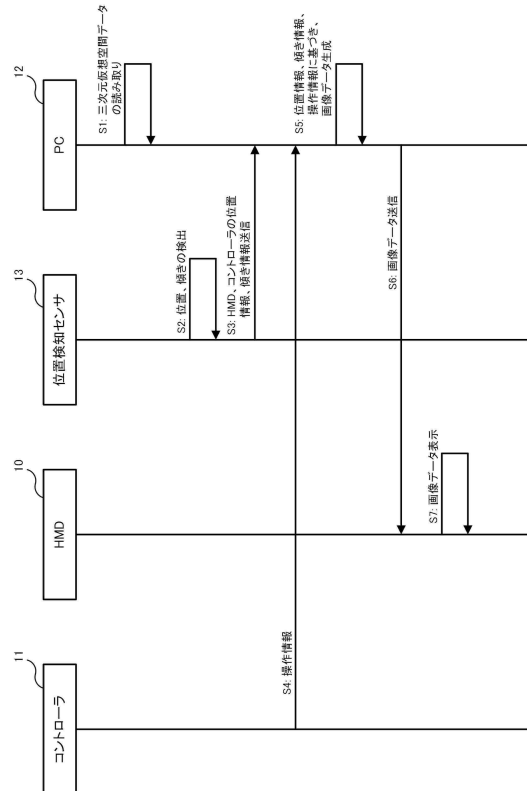 11
コントローラ
10
HMD
13
位置検知センサ
12
PC
S1: 三次元仮想空間データ
の読み取り
S2: 位置、傾きの検出
S3: HMD、コントローラの位置
情報、傾き情報送信
S4: 操作情報
S5: 位置情報、傾き情報、
操作情報に基づき、
画像データ生成
S6: 画像データ送信
S7: 画像データ表示